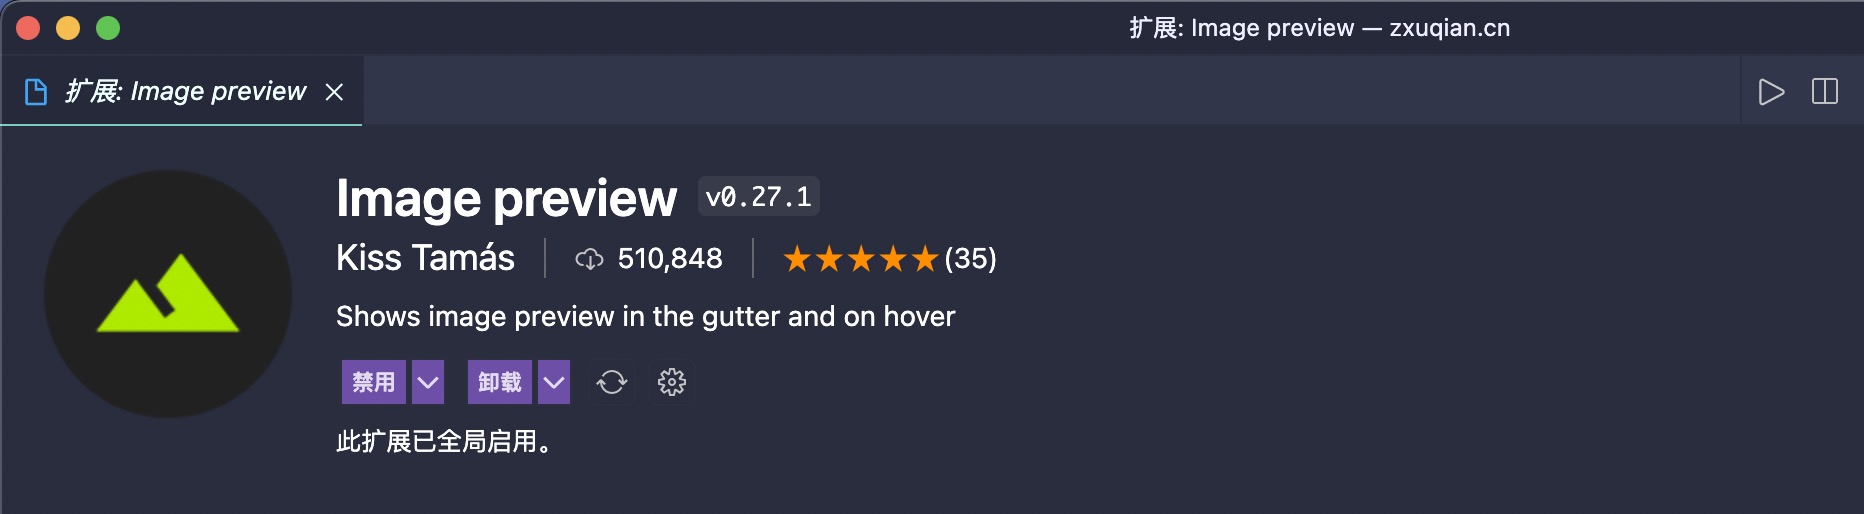 扩展: Image preview — zxuqian.cn
扩展: Image preview
Image preview v0.27.1
Kiss Tamás 510,848 ★★★★★(35)
Shows image preview in the gutter and on hover
禁用 卸载
此扩展已全局启用。